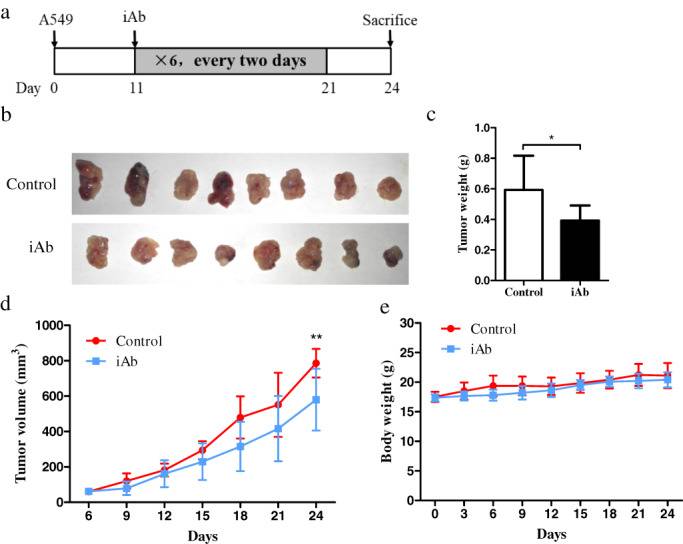 a
A549
iAb
Sacrifice
×6, every two days
Day 0 11 21 24
b
Control
iAb
c
Tumor weight (g)
1.0
0.8
0.6
0.4
0.2
0.0
*
Control iAb
d
Tumor volume (mm³)
1000
800
600
400
200
0
Control
iAb
**
6 9 12 15 18 21 24
Days
e
Body weight (g)
30
25
20
15
10
5
0
Control
iAb
0 3 6 9 12 15 18 21 24
Days